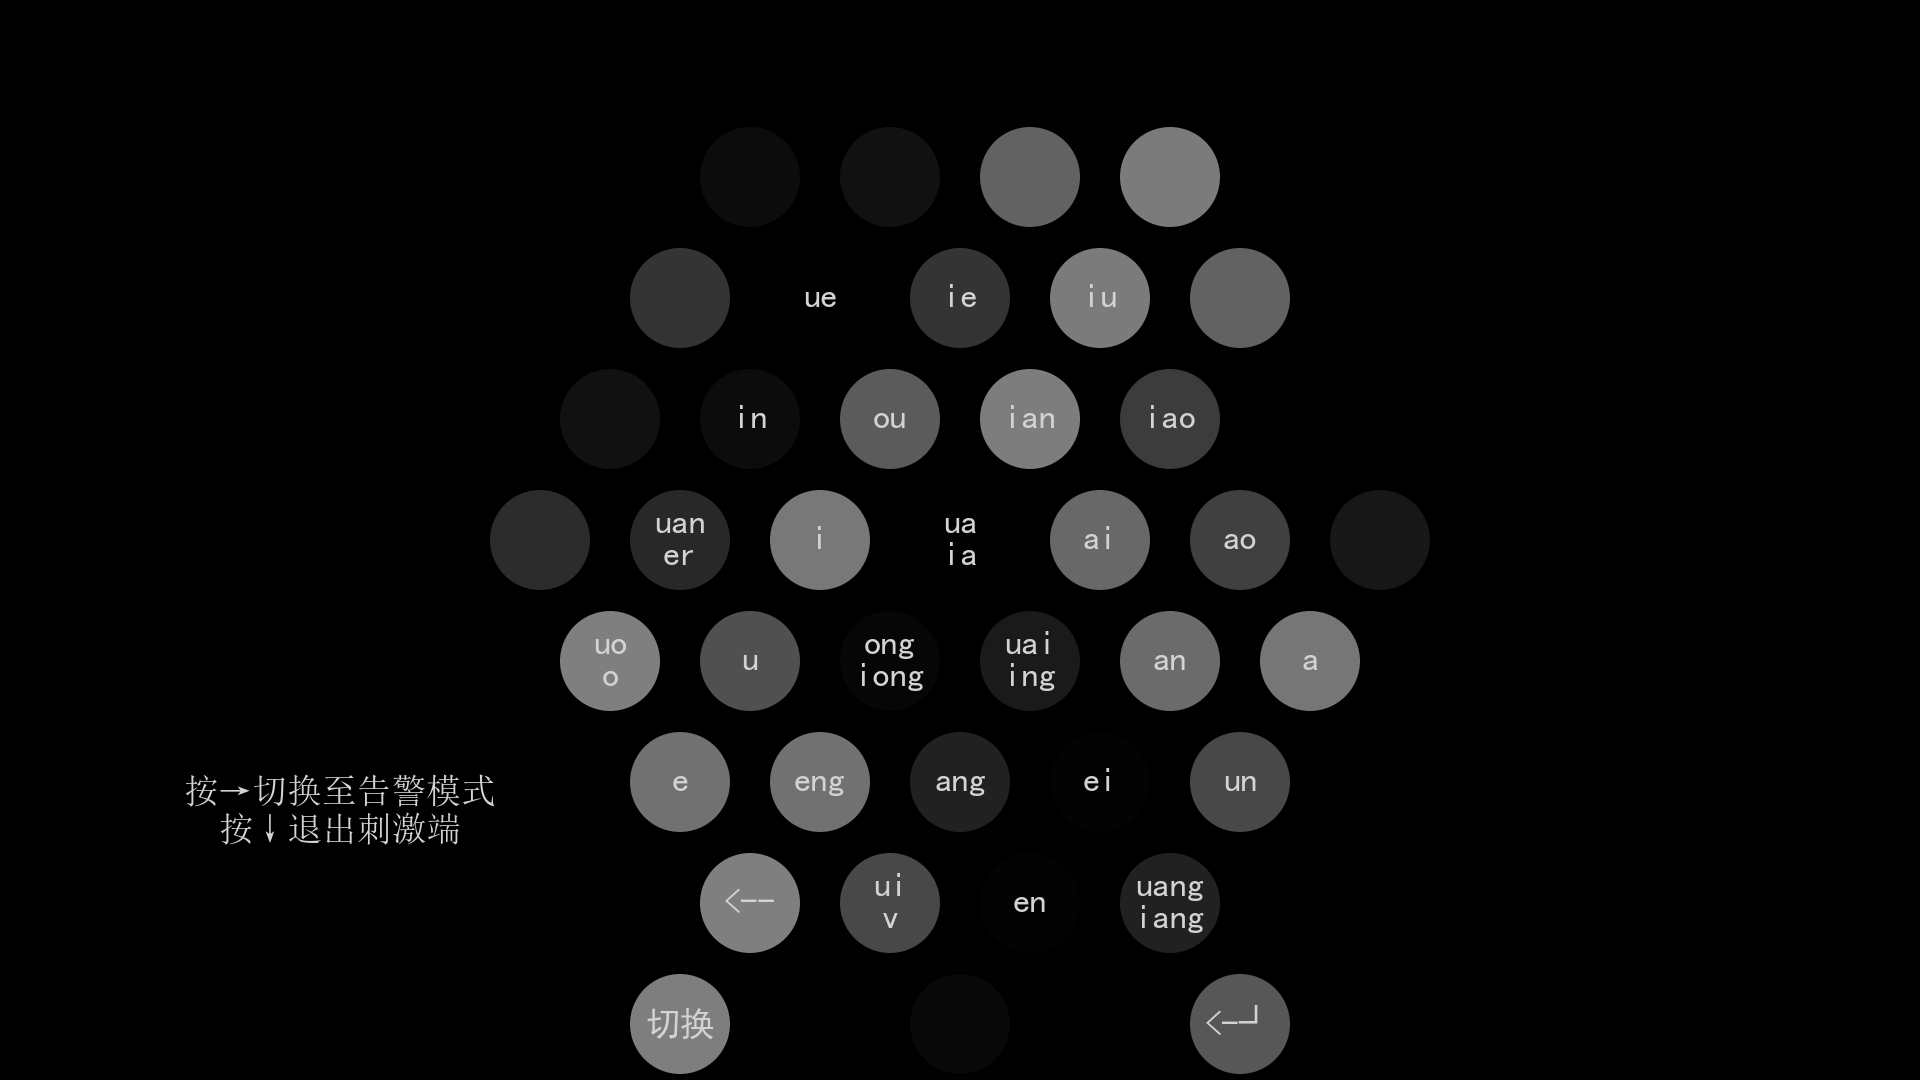 ue
ie
iu
in
ou
ian
iao
uan
er
i
ua
ia
ai
ao
uo
o
u
ong
iong
uai
ing
an
a
e
eng
ang
ei
un
按→切换至告警模式
按↓退出刺激端
<--
ui
v
en
uang
iang
切换
<-┘